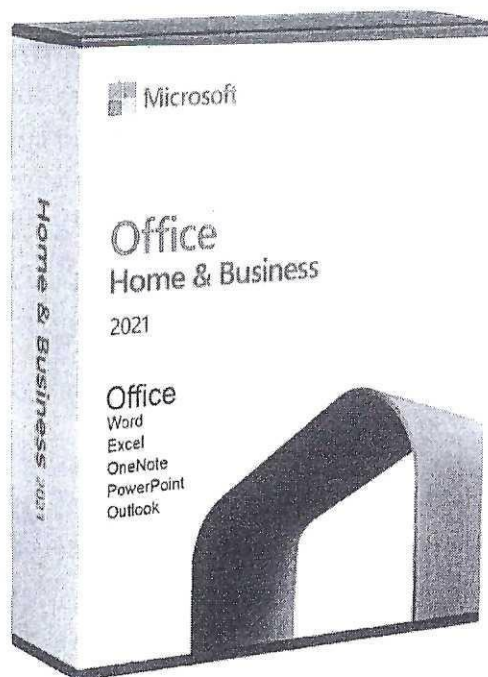 Microsoft
Office
Home & Business
2021
Office
Word
Excel
OneNote
PowerPoint
Outlook
Home & Business 2021